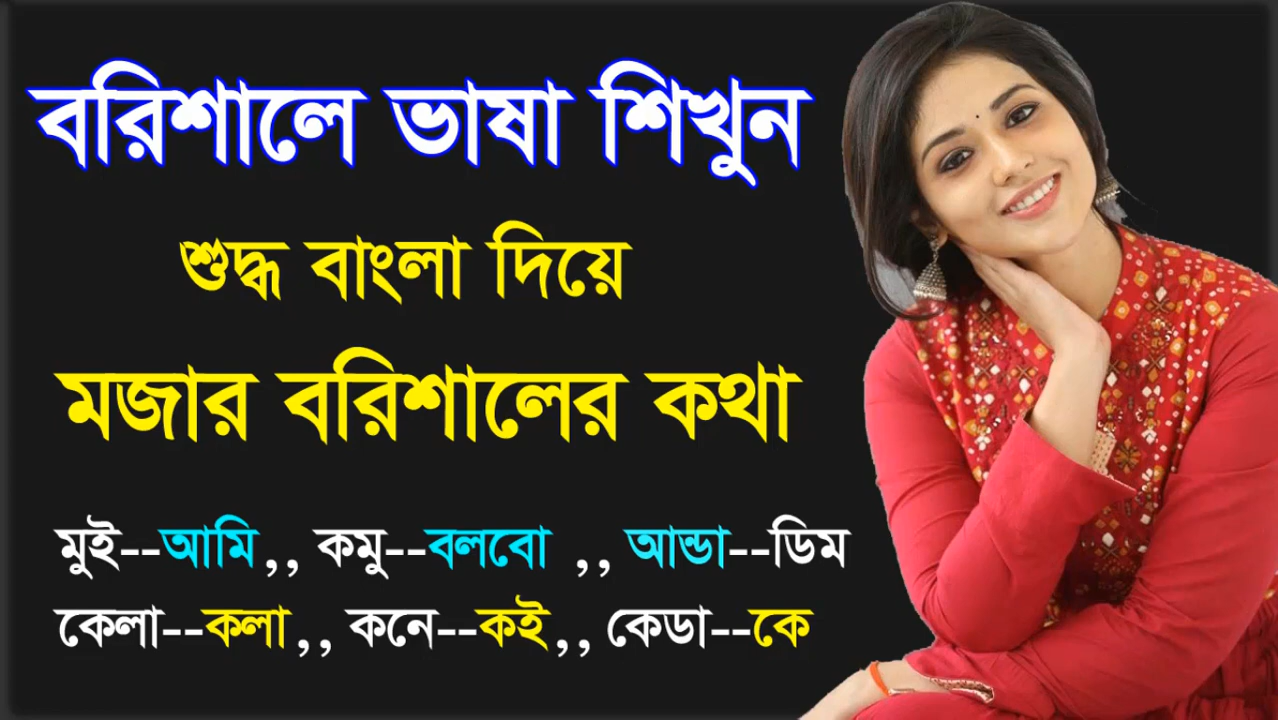 বরিশালে ভাষা শিখুন
শুদ্ধ বাংলা দিয়ে
মজার বরিশালের কথা
মুই--আমি,, কমু--বলবো ,, আন্ডা--ডিম
কেলা--কলা,, কনে--কই,, কেডা--কে